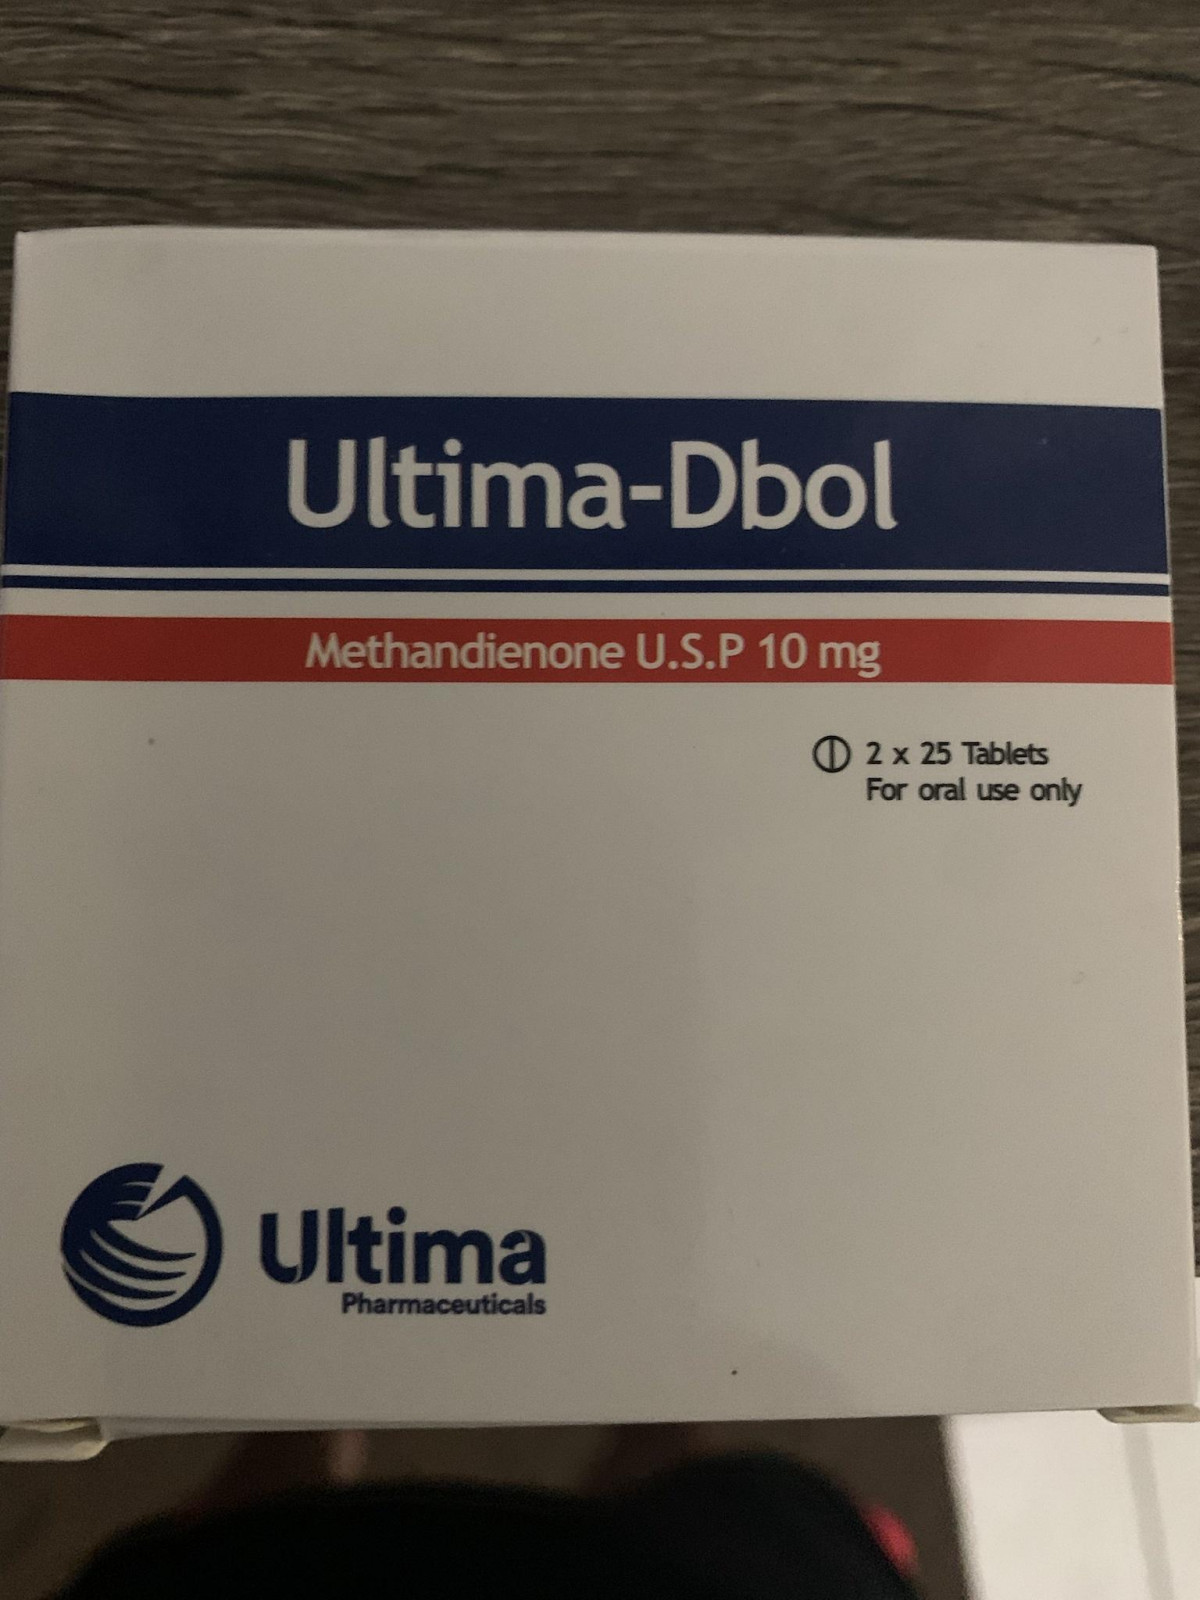 Ultima-Dbol
Methandienone U.S.P 10 mg
2 x 25 Tablets
For oral use only
Ultima
Pharmaceuticals